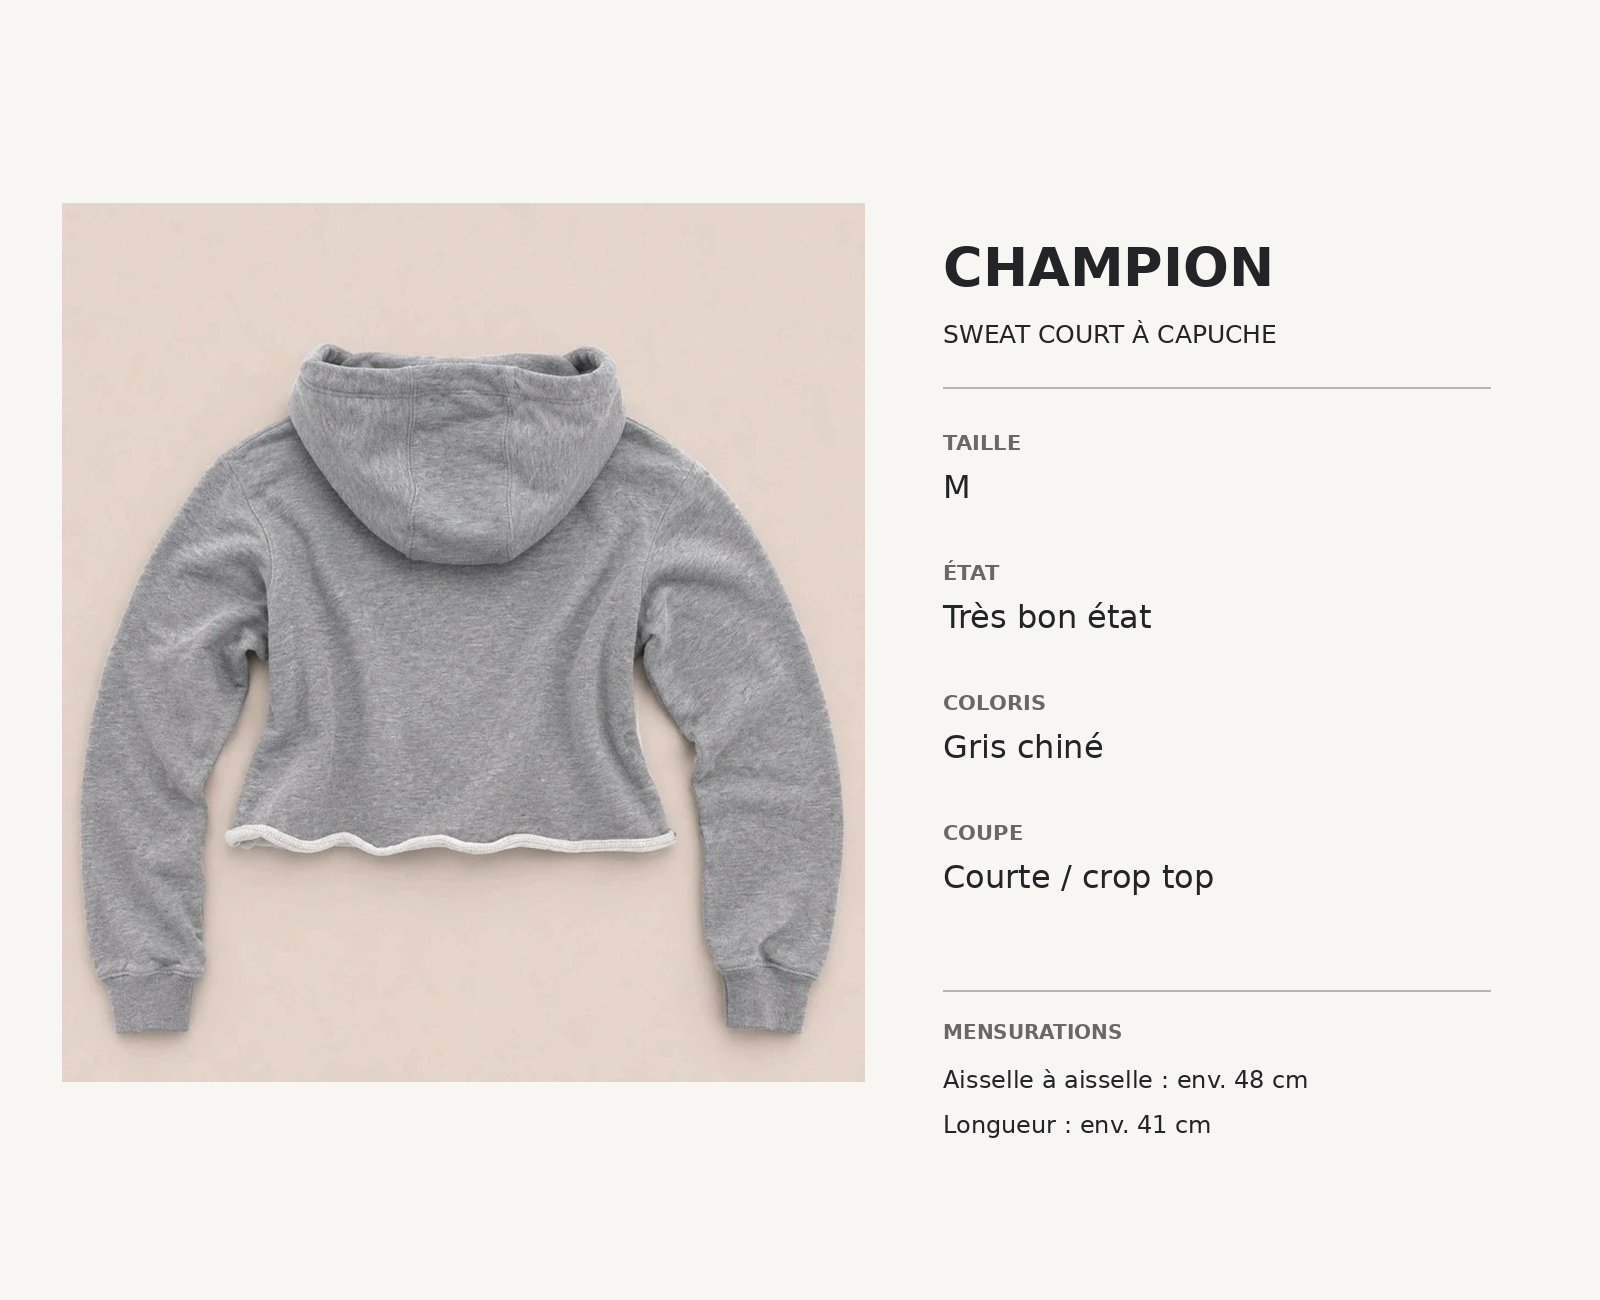 CHAMPION
SWEAT COURT À CAPUCHE
TAILLE
M
ÉTAT
Très bon état
COLORIS
Gris chiné
COUPE
Courte / crop top
MENSURATIONS
Aisselle à aisselle : env. 48 cm
Longueur : env. 41 cm